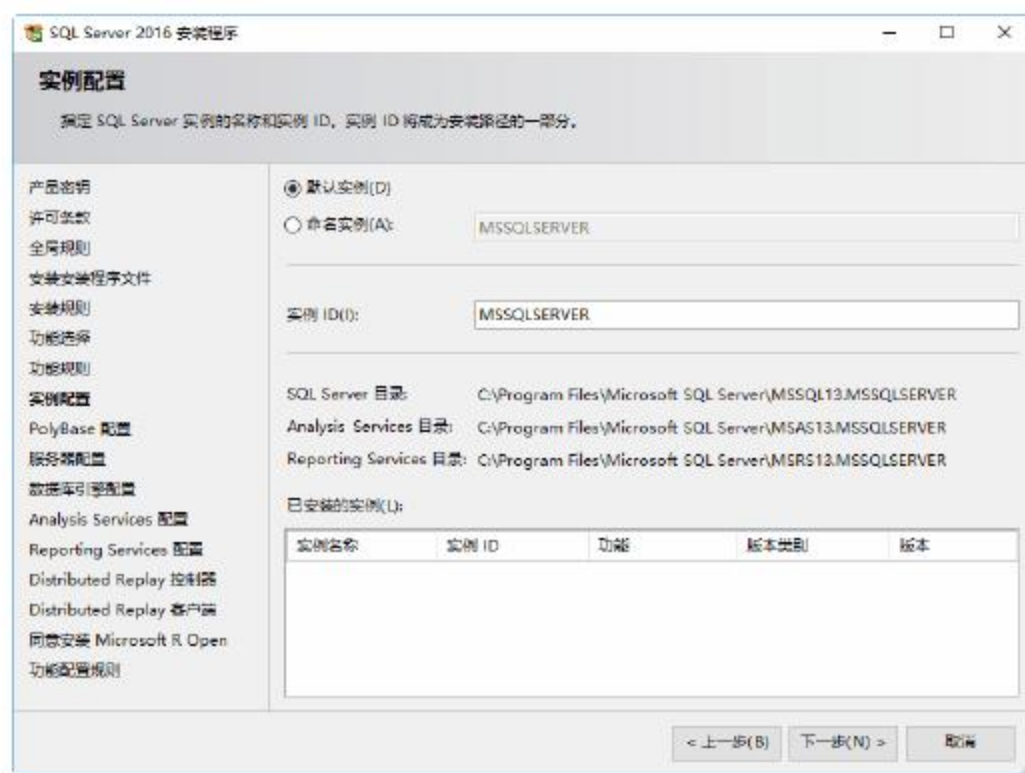 SQL Server 2016 安装程序
实例配置
指定 SQL Server 实例的名称和实例 ID。实例 ID 将成为安装路径的一部分。
产品密钥
许可条款
全局规则
安装安装程序文件
安装规则
功能选择
功能规则
实例配置
PolyBase 配置
服务器配置
数据库引擎配置
Analysis Services 配置
Reporting Services 配置
Distributed Replay 控制器
Distributed Replay 客户端
同意安装 Microsoft R Open
功能配置规则
默认实例(D)
命名实例(A): MSSQLSERVER
实例 ID(I): MSSQLSERVER
SQL Server 目录: C:\Program Files\Microsoft SQL Server\MSSQL13.MSSQLSERVER
Analysis Services 目录: C:\Program Files\Microsoft SQL Server\MSAS13.MSSQLSERVER
Reporting Services 目录: C:\Program Files\Microsoft SQL Server\MSRS13.MSSQLSERVER
已安装的实例(L):
实例名称 实例 ID 功能 版本类别 版本
< 上一步(B) 下一步(N) > 取消